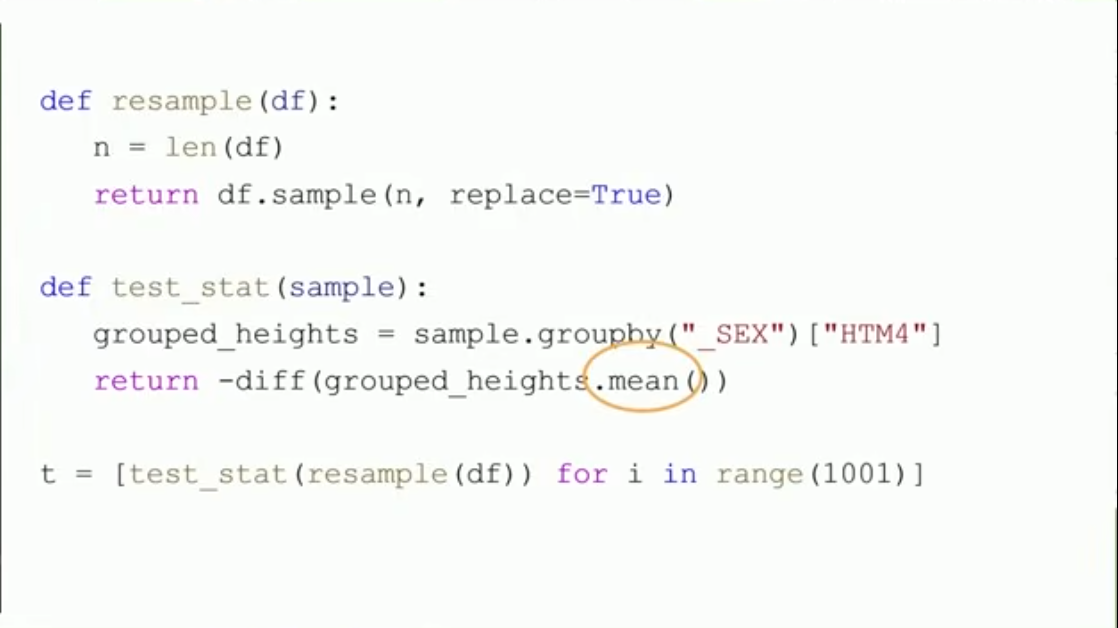 def resample(df):
n = len(df)
return df.sample(n, replace=True)
def test_stat(sample):
grouped_heights = sample.groupby("_SEX")["HTM4"]
return -diff(grouped_heights.mean())
t = [test_stat(resample(df)) for i in range(1001)]